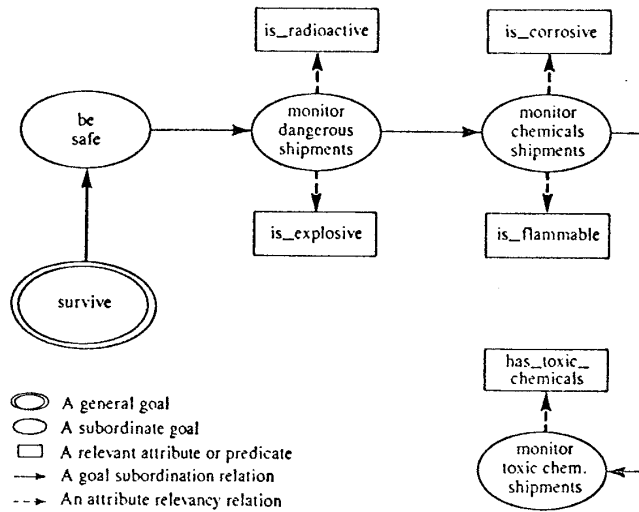 is_radioactive
is_corrosive
be
safe
monitor
dangerous
shipments
monitor
chemicals
shipments
is_explosive
is_flammable
survive
has_toxic_
chemicals
monitor
toxic chem.
shipments
A general goal
A subordinate goal
A relevant attribute or predicate
A goal subordination relation
An attribute relevancy relation